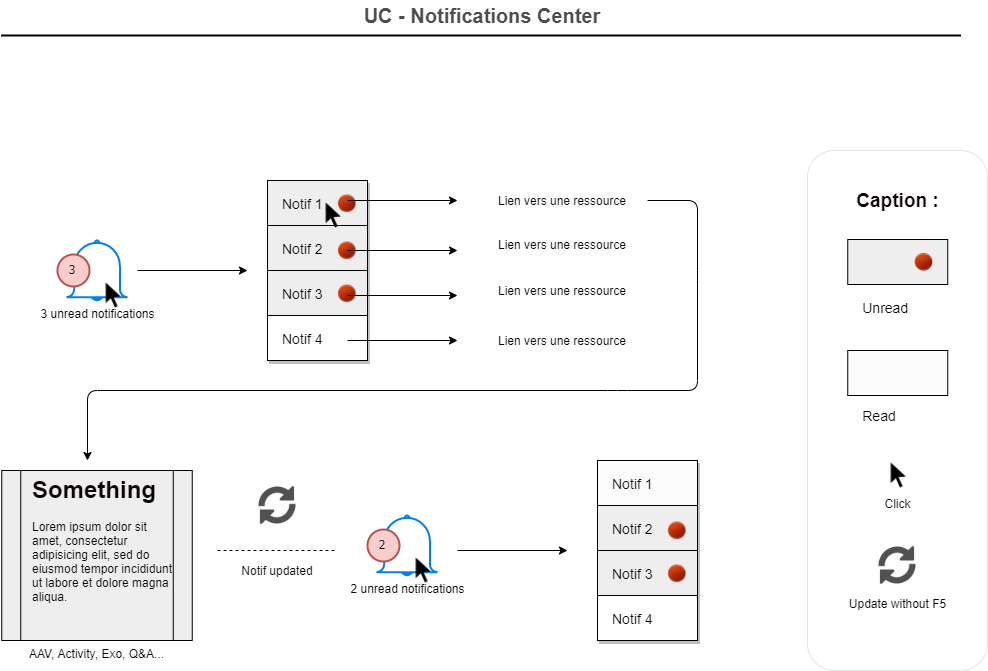 UC - Notifications Center
3
3 unread notifications
Notif 1
Notif 2
Notif 3
Notif 4
Lien vers une ressource
Lien vers une ressource
Lien vers une ressource
Lien vers une ressource
Caption :
Unread
Read
Click
Update without F5
Something
Lorem ipsum dolor sit
amet, consectetur
adipisicing elit, sed do
eiusmod tempor incididunt
ut labore et dolore magna
aliqua.
AAV, Activity, Exo, Q&A...
Notif updated
2
2 unread notifications
Notif 1
Notif 2
Notif 3
Notif 4